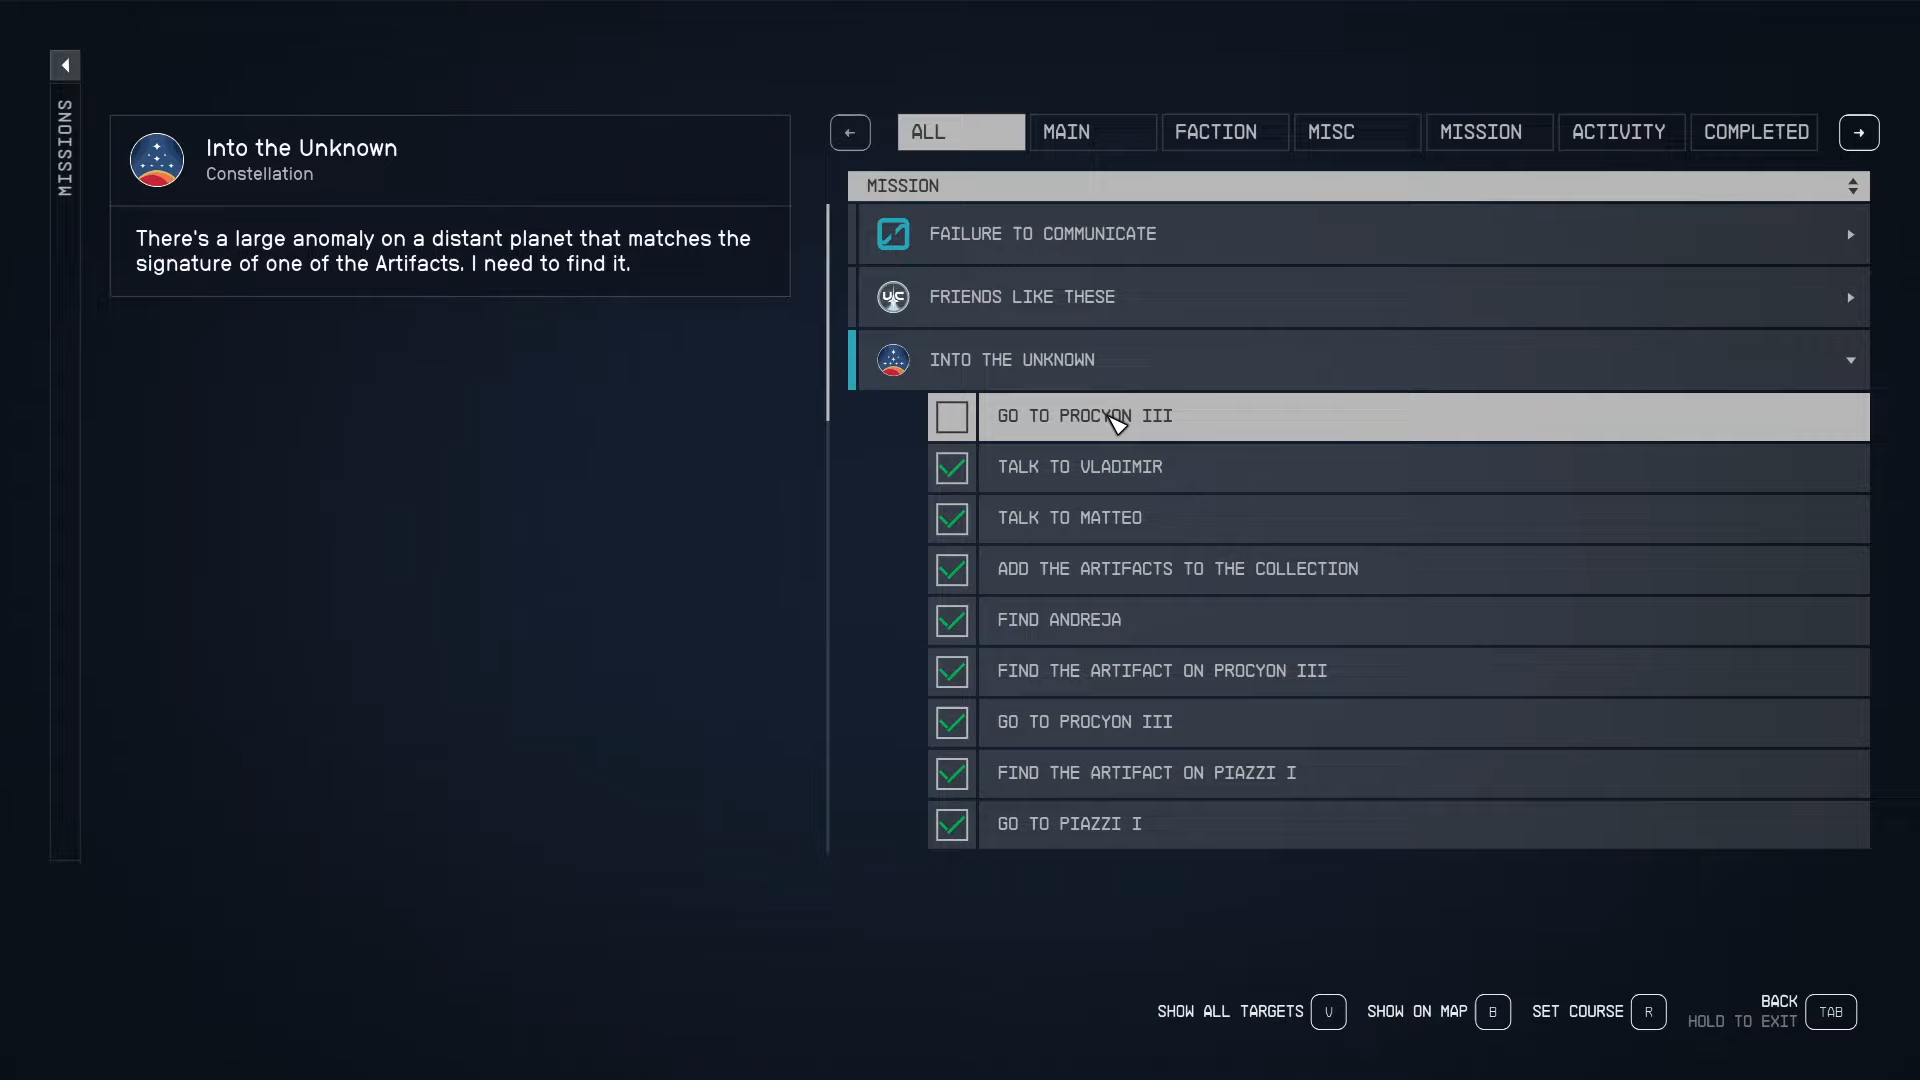 MISSIONS
Into the Unknown
Constellation
There's a large anomaly on a distant planet that matches the
signature of one of the Artifacts. I need to find it.
ALL MAIN FACTION MISC MISSION ACTIVITY COMPLETED
MISSION
FAILURE TO COMMUNICATE
UC
FRIENDS LIKE THESE
INTO THE UNKNOWN
GO TO PROCYON III
TALK TO VLADIMIR
TALK TO MATTEO
ADD THE ARTIFACTS TO THE COLLECTION
FIND ANDREJA
FIND THE ARTIFACT ON PROCYON III
GO TO PROCYON III
FIND THE ARTIFACT ON PIAZZI I
GO TO PIAZZI I
SHOW ALL TARGETS V SHOW ON MAP B SET COURSE R BACK TAB
HOLD TO EXIT